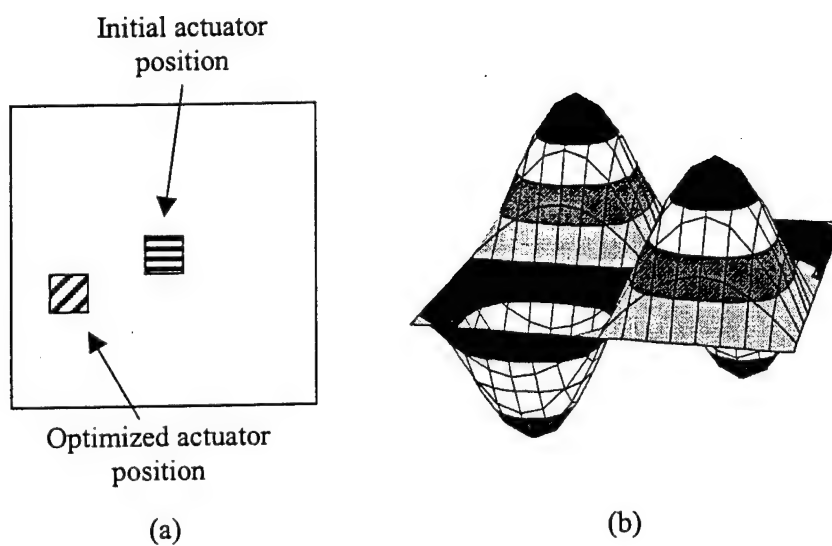 Initial actuator
position
Optimized actuator
position
(a)
(b)